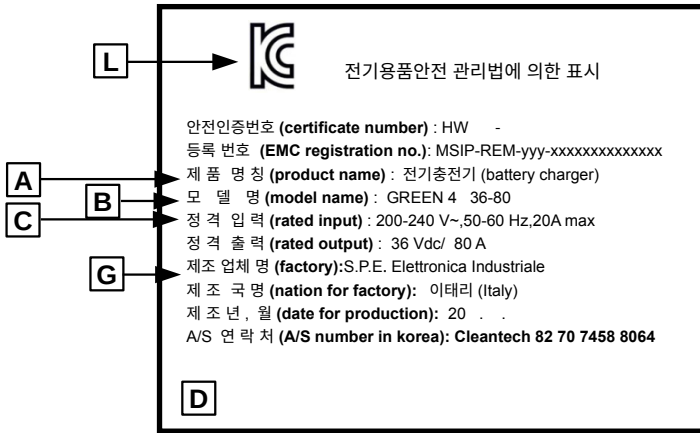 L
전기용품안전 관리법에 의한 표시
안전인증번호 (certificate number) : HW -
등록 번호 (EMC registration no.): MSIP-REM-yyy-xxxxxxxxxxxxxx
A
제 품 명 칭 (product name) : 전기충전기 (battery charger)
B
모 델 명 (model name) : GREEN 4 36-80
C
정 격 입 력 (rated input) : 200-240 V~,50-60 Hz,20A max
정 격 출 력 (rated output) : 36 Vdc/ 80 A
G
제조 업체 명 (factory):S.P.E. Elettronica Industriale
제 조 국 명 (nation for factory): 이태리 (Italy)
제 조 년 , 월 (date for production): 20 . .
A/S 연 락 처 (A/S number in korea): Cleantech 82 70 7458 8064
D